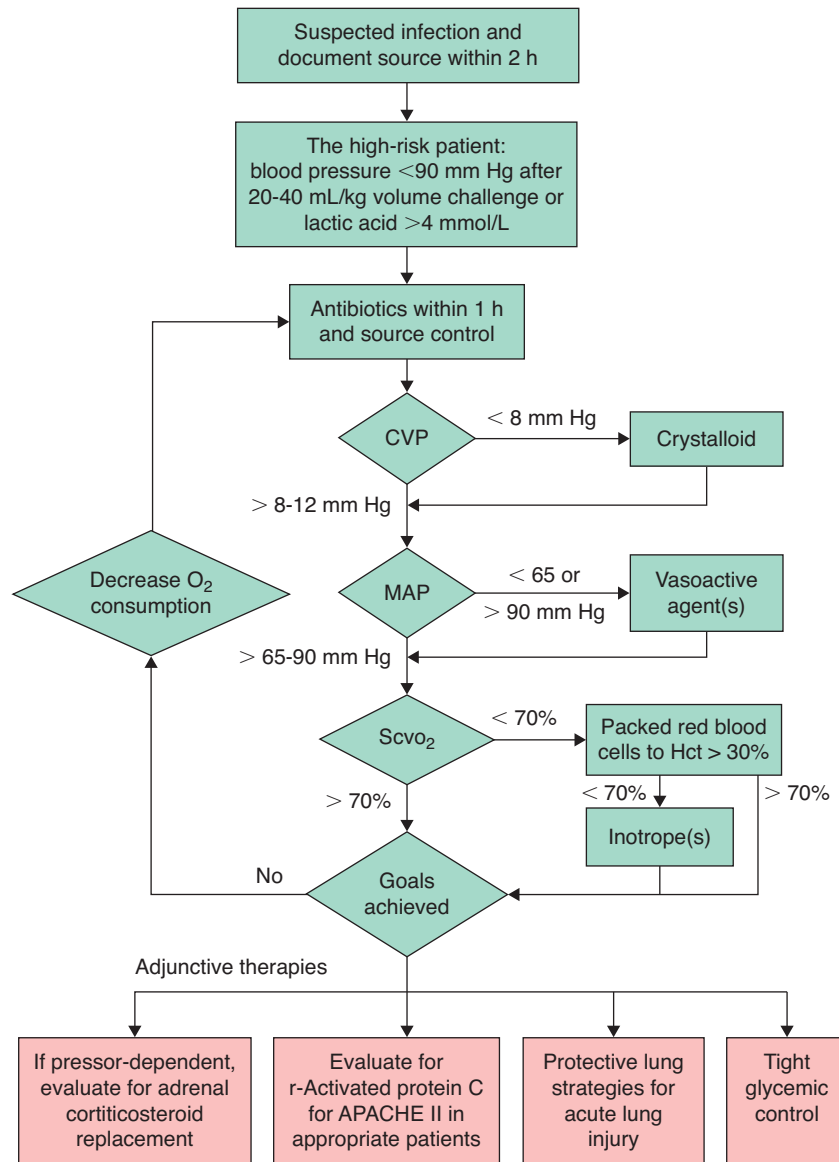 Suspected infection and
document source within 2 h
The high-risk patient:
blood pressure <90 mm Hg after
20-40 mL/kg volume challenge or
lactic acid >4 mmol/L
Antibiotics within 1 h
and source control
CVP
< 8 mm Hg
Crystalloid
> 8-12 mm Hg
Decrease O₂
consumption
MAP
< 65 or
> 90 mm Hg
Vasoactive
agent(s)
> 65-90 mm Hg
Scvo₂
< 70%
Packed red blood
cells to Hct > 30%
> 70%
< 70%
> 70%
Inotrope(s)
No
Goals
achieved
Adjunctive therapies
If pressor-dependent,
evaluate for adrenal
cortiticosteroid
replacement
Evaluate for
r-Activated protein C
for APACHE II in
appropriate patients
Protective lung
strategies for
acute lung
injury
Tight
glycemic
control